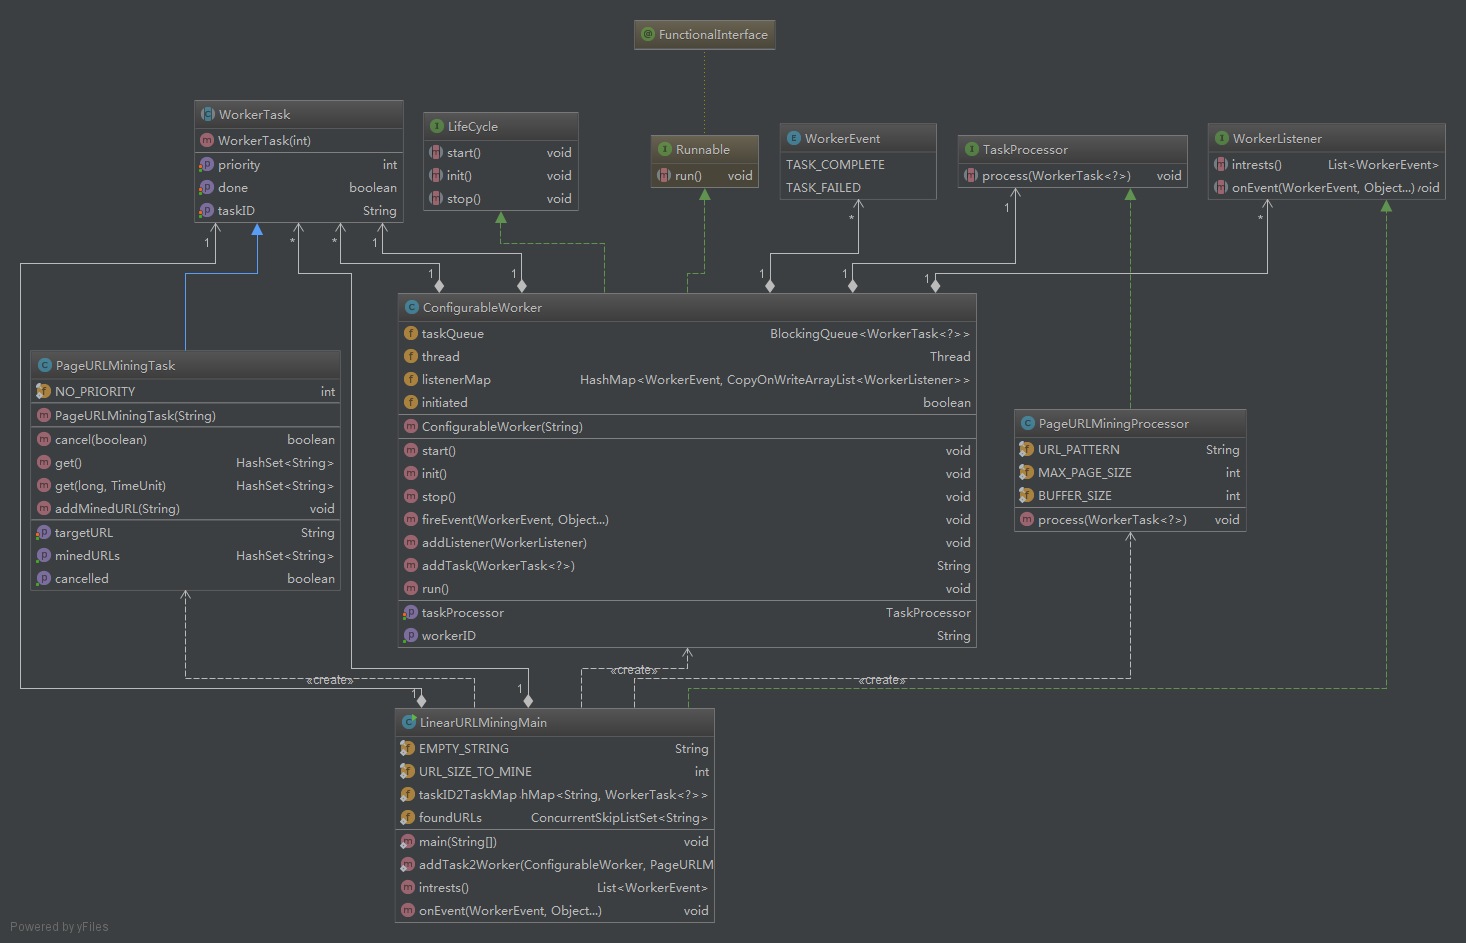 FunctionalInterface
WorkerTask
WorkerTask(int)
priority int
done boolean
taskID String
LifeCycle
start() void
init() void
stop() void
Runnable
run() void
WorkerEvent
TASK_COMPLETE
TASK_FAILED
TaskProcessor
process(WorkerTask<?>) void
WorkerListener
intrests() List<WorkerEvent>
onEvent(WorkerEvent, Object...) void
1
*
*
1
1
1
*
1
1
1
1
*
ConfigurableWorker
taskQueue BlockingQueue<WorkerTask<?>>
thread Thread
listenerMap HashMap<WorkerEvent, CopyOnWriteArrayList<WorkerListener>>
initiated boolean
ConfigurableWorker(String)
start() void
init() void
stop() void
fireEvent(WorkerEvent, Object...) void
addListener(WorkerListener) void
addTask(WorkerTask<?>) String
run() void
taskProcessor TaskProcessor
workerID String
PageURLMiningTask
NO_PRIORITY int
PageURLMiningTask(String)
cancel(boolean) boolean
get() HashSet<String>
get(long, TimeUnit) HashSet<String>
addMinedURL(String) void
targetURL String
minedURLs HashSet<String>
cancelled boolean
PageURLMiningProcessor
URL_PATTERN String
MAX_PAGE_SIZE int
BUFFER_SIZE int
process(WorkerTask<?>) void
«create»
«create»
«create»
1
1
LinearURLMiningMain
EMPTY_STRING String
URL_SIZE_TO_MINE int
taskID2TaskMap hMap<String, WorkerTask<?>>
foundURLs ConcurrentSkipListSet<String>
main(String[]) void
addTask2Worker(ConfigurableWorker, PageURLM
intrests() List<WorkerEvent>
onEvent(WorkerEvent, Object...) void
Powered by yFiles